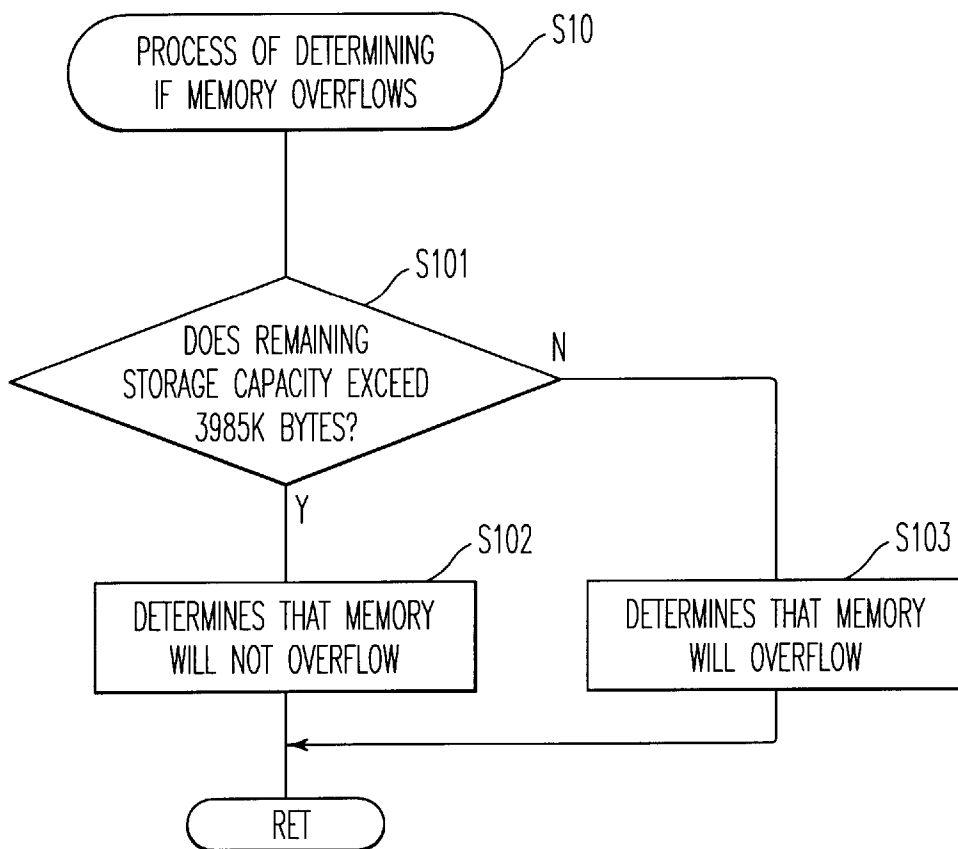 PROCESS OF DETERMINING
IF MEMORY OVERFLOWS
S10
S101
DOES REMAINING
STORAGE CAPACITY EXCEED
3985K BYTES?
N
Y
S102
DETERMINES THAT MEMORY
WILL NOT OVERFLOW
S103
DETERMINES THAT MEMORY
WILL OVERFLOW
RET